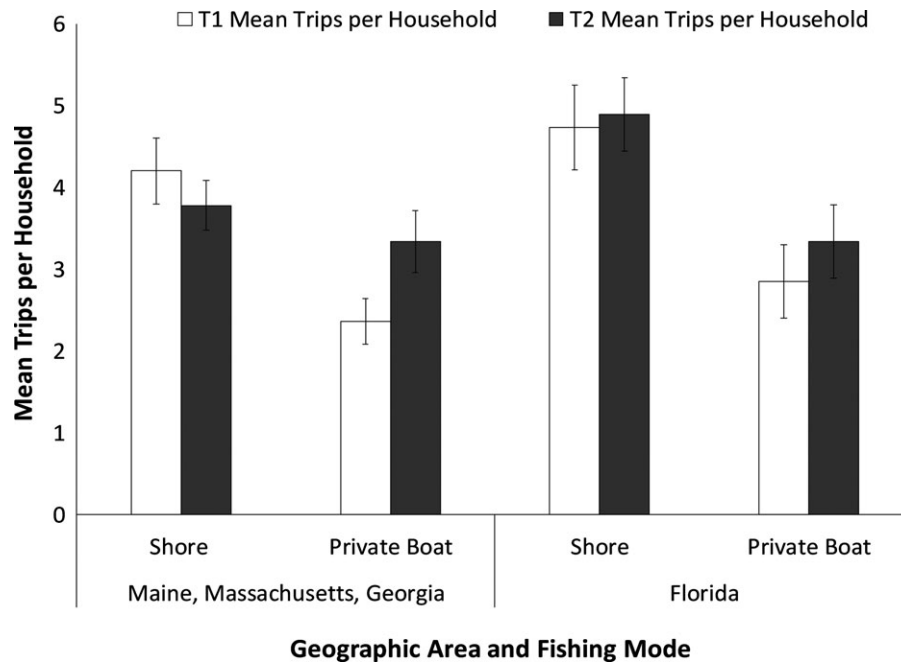 T1 Mean Trips per Household
T2 Mean Trips per Household
Mean Trips per Household
6
5
4
3
2
1
0
Shore
Private Boat
Shore
Private Boat
Maine, Massachusetts, Georgia
Florida
Geographic Area and Fishing Mode